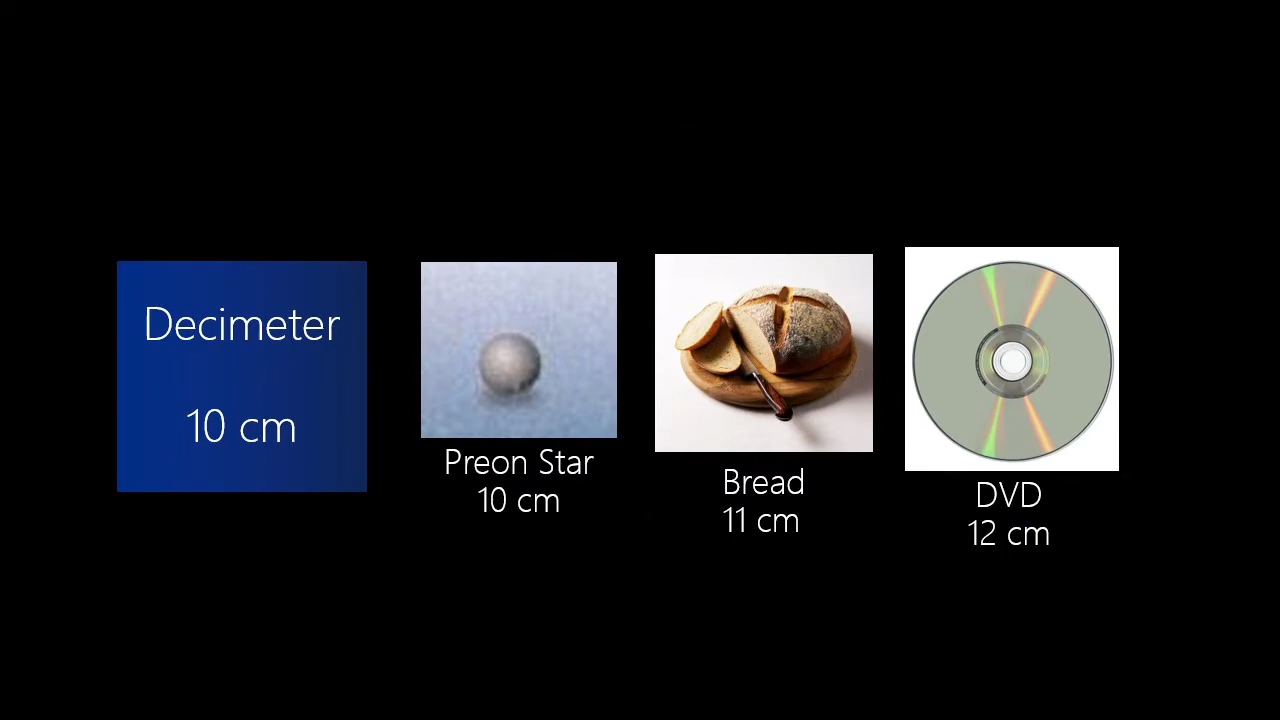 Decimeter
10 cm
Preon Star
10 cm
Bread
11 cm
DVD
12 cm